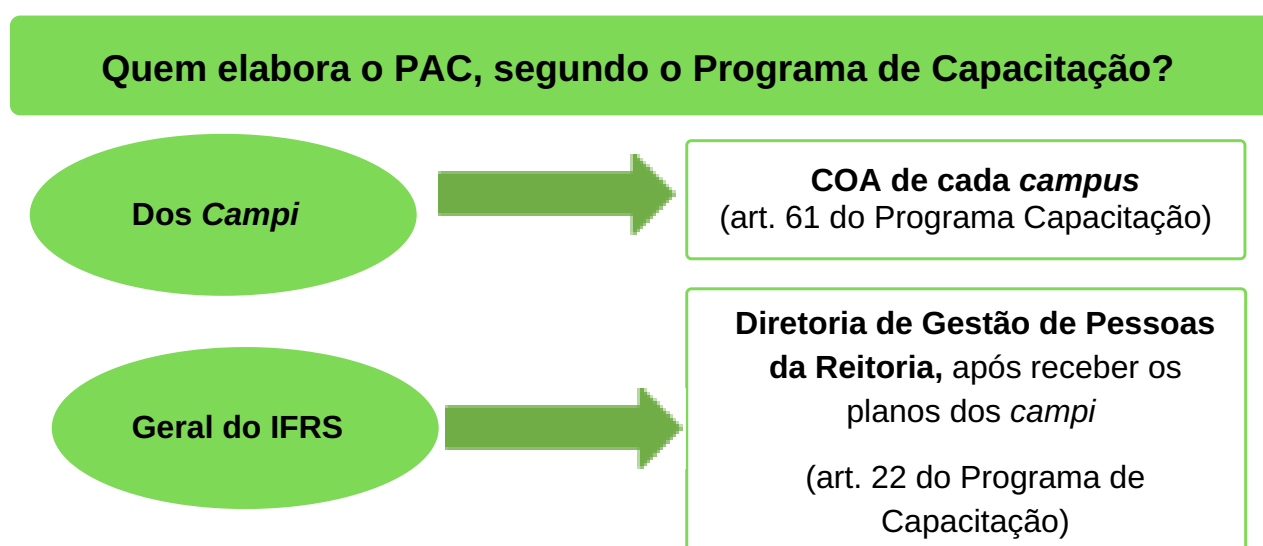 Quem elabora o PAC, segundo o Programa de Capacitação?
Dos Campi
COA de cada campus
(art. 61 do Programa Capacitação)
Geral do IFRS
Diretoria de Gestão de Pessoas
da Reitoria, após receber os
planos dos campi
(art. 22 do Programa de
Capacitação)